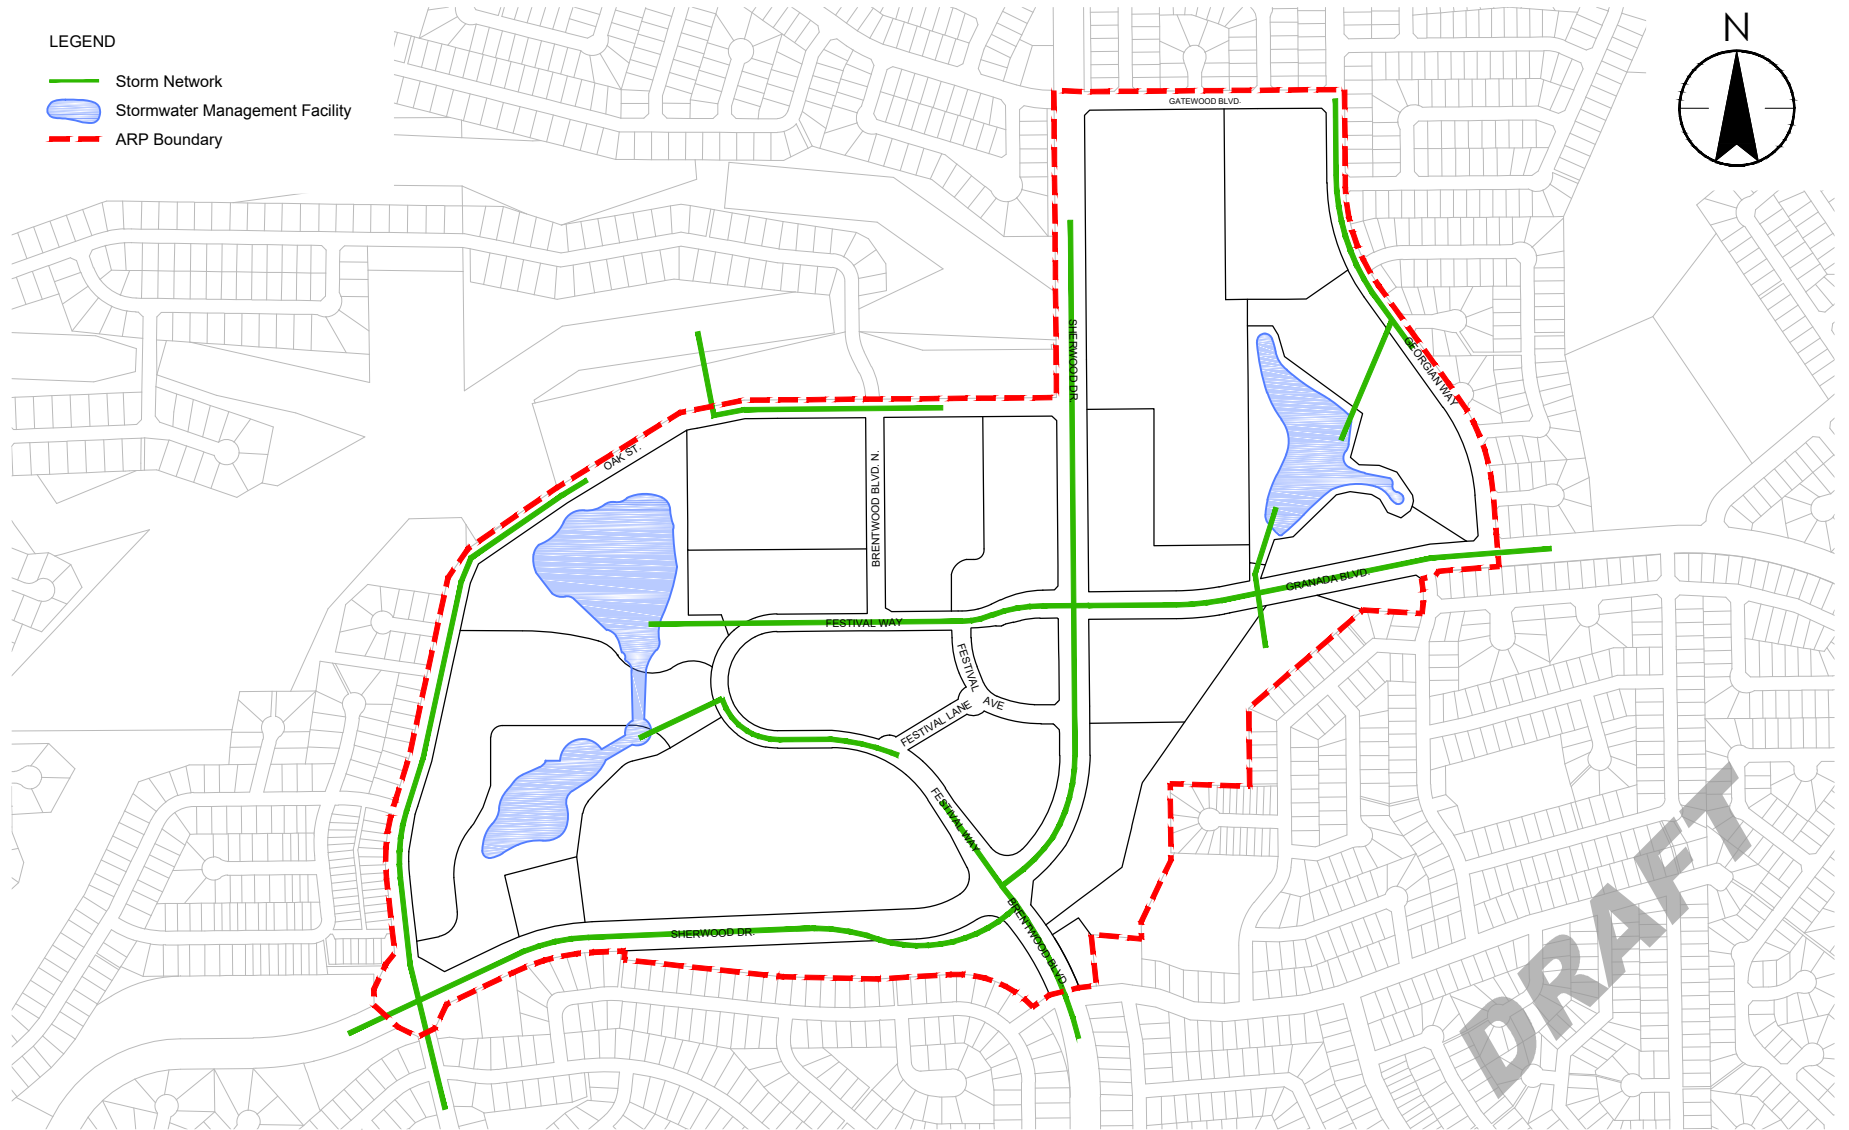 LEGEND
Storm Network
Stormwater Management Facility
ARP Boundary
N
GATEWOOD BLVD.
SHERWOOD DR.
GEORGIAN WAY
OAK ST.
BRENTWOOD BLVD. N.
GRANADA BLVD.
FESTIVAL WAY
FESTIVAL
AVE
FESTIVAL LANE
FESTIVAL WAY
BRENTWOOD BLVD.
SHERWOOD DR.
DRAFT